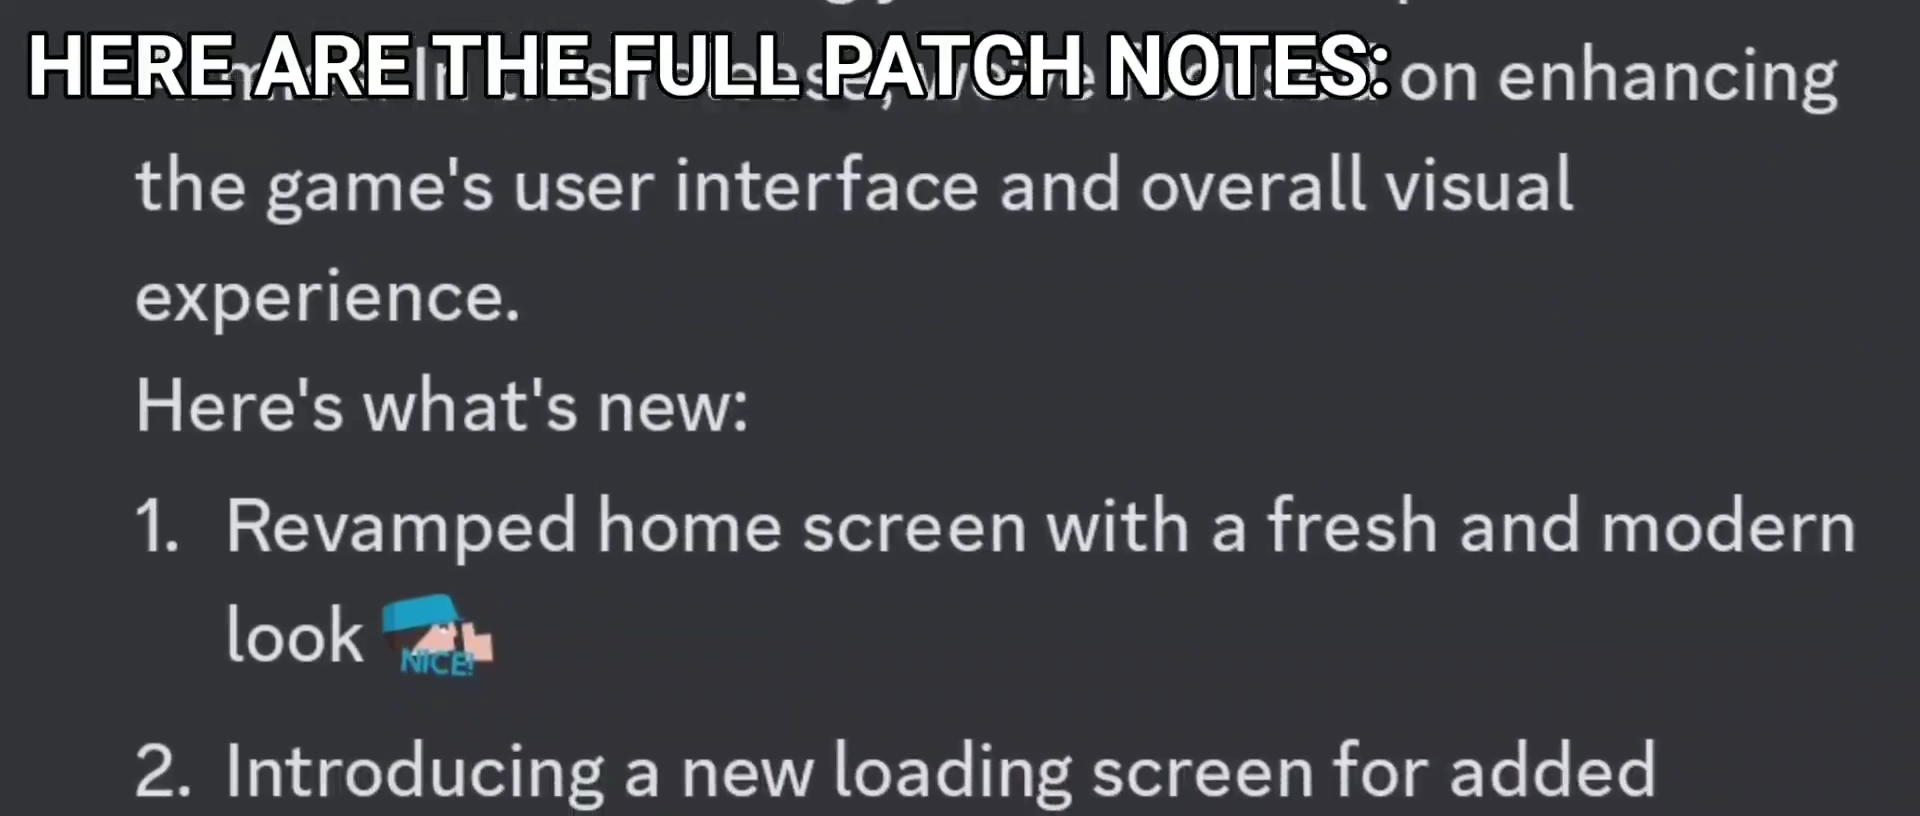 HERE ARE THE FULL PATCH NOTES:
on enhancing
the game's user interface and overall visual
experience.
Here's what's new:
1. Revamped home screen with a fresh and modern
look NICE!
2. Introducing a new loading screen for added